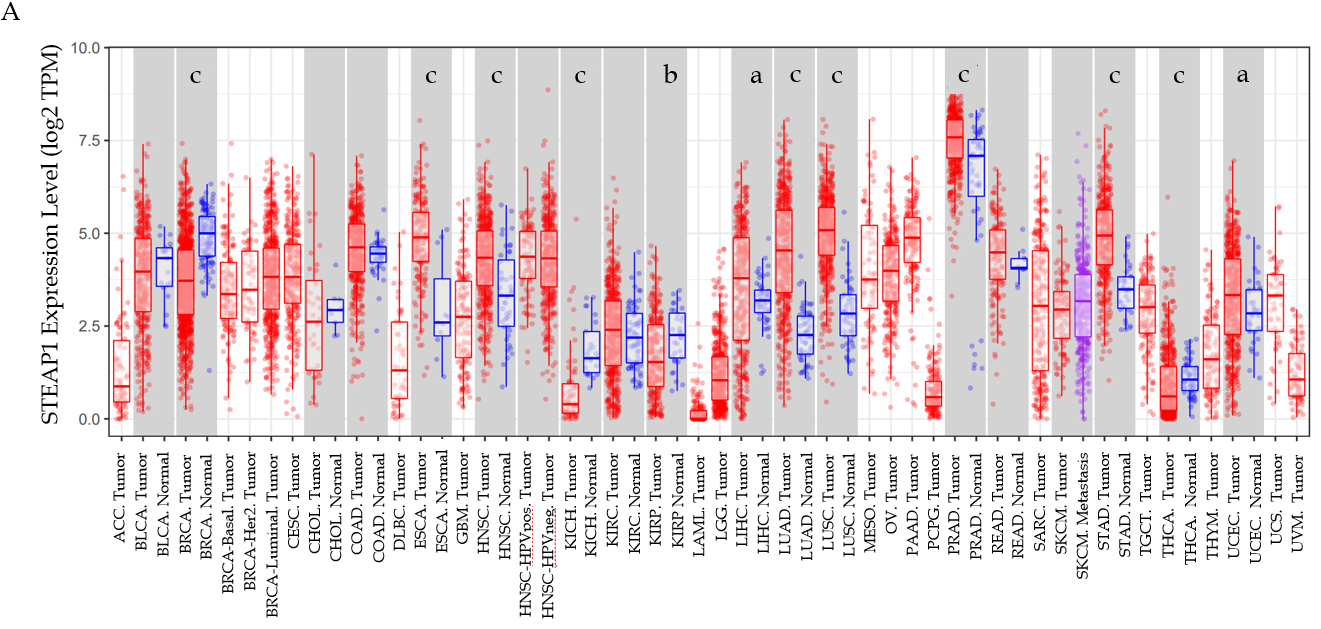 A
STEAP1 Expression Level (log2 TPM)
10.0
7.5
5.0
2.5
0.0
c
c
c
c
b
a
c
c
c
c
c
a
ACC. Tumor
BLCA. Tumor
BLCA. Normal
BRCA. Tumor
BRCA. Normal
BRCA-Basal. Tumor
BRCA-Her2. Tumor
BRCA-Luminal. Tumor
CESC. Tumor
CHOL. Tumor
CHOL. Normal
COAD. Tumor
COAD. Normal
DLBC. Tumor
ESCA. Tumor
ESCA. Normal
GBM. Tumor
HNSC. Tumor
HNSC. Normal
HNSC-HPVpos. Tumor
HNSC-HPVneg. Tumor
KICH. Tumor
KICH. Normal
KIRC. Tumor
KIRC. Normal
KIRP. Tumor
KIRP Normal
LAML. Tumor
LGG. Tumor
LIHC. Tumor
LIHC. Normal
LUAD. Tumor
LUAD. Normal
LUSC. Tumor
LUSC. Normal
MESO. Tumor
OV. Tumor
PAAD. Tumor
PCPG. Tumor
PRAD. Tumor
PRAD. Normal
READ. Tumor
READ. Normal
SARC. Tumor
SKCM. Tumor
SKCM. Metastasis
STAD. Tumor
STAD. Normal
TGCT. Tumor
THCA. Tumor
THCA. Normal
THYM. Tumor
UCEC. Tumor
UCEC. Normal
UCS. Tumor
UVM. Tumor